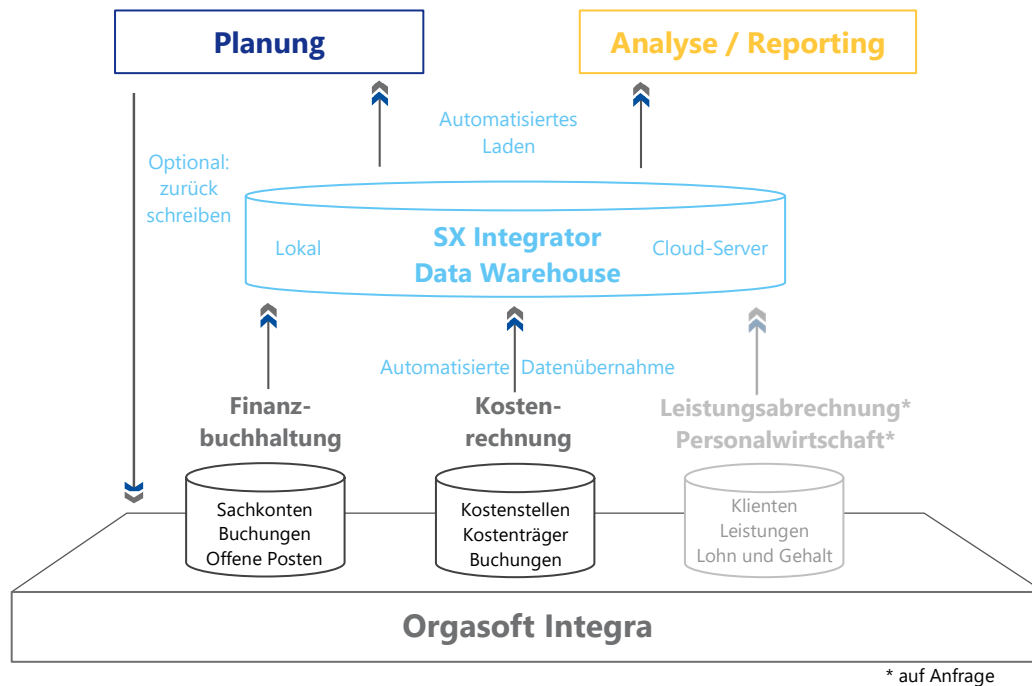 Planung
Analyse / Reporting
Automatisiertes
Laden
Optional:
zurück
schreiben
Lokal
SX Integrator
Data Warehouse
Cloud-Server
Automatisierte Datenübernahme
Finanz-
buchhaltung
Kosten-
rechnung
Leistungsabrechnung*
Personalwirtschaft*
Sachkonten
Buchungen
Offene Posten
Kostenstellen
Kostenträger
Buchungen
Klienten
Leistungen
Lohn und Gehalt
Orgasoft Integra
* auf Anfrage